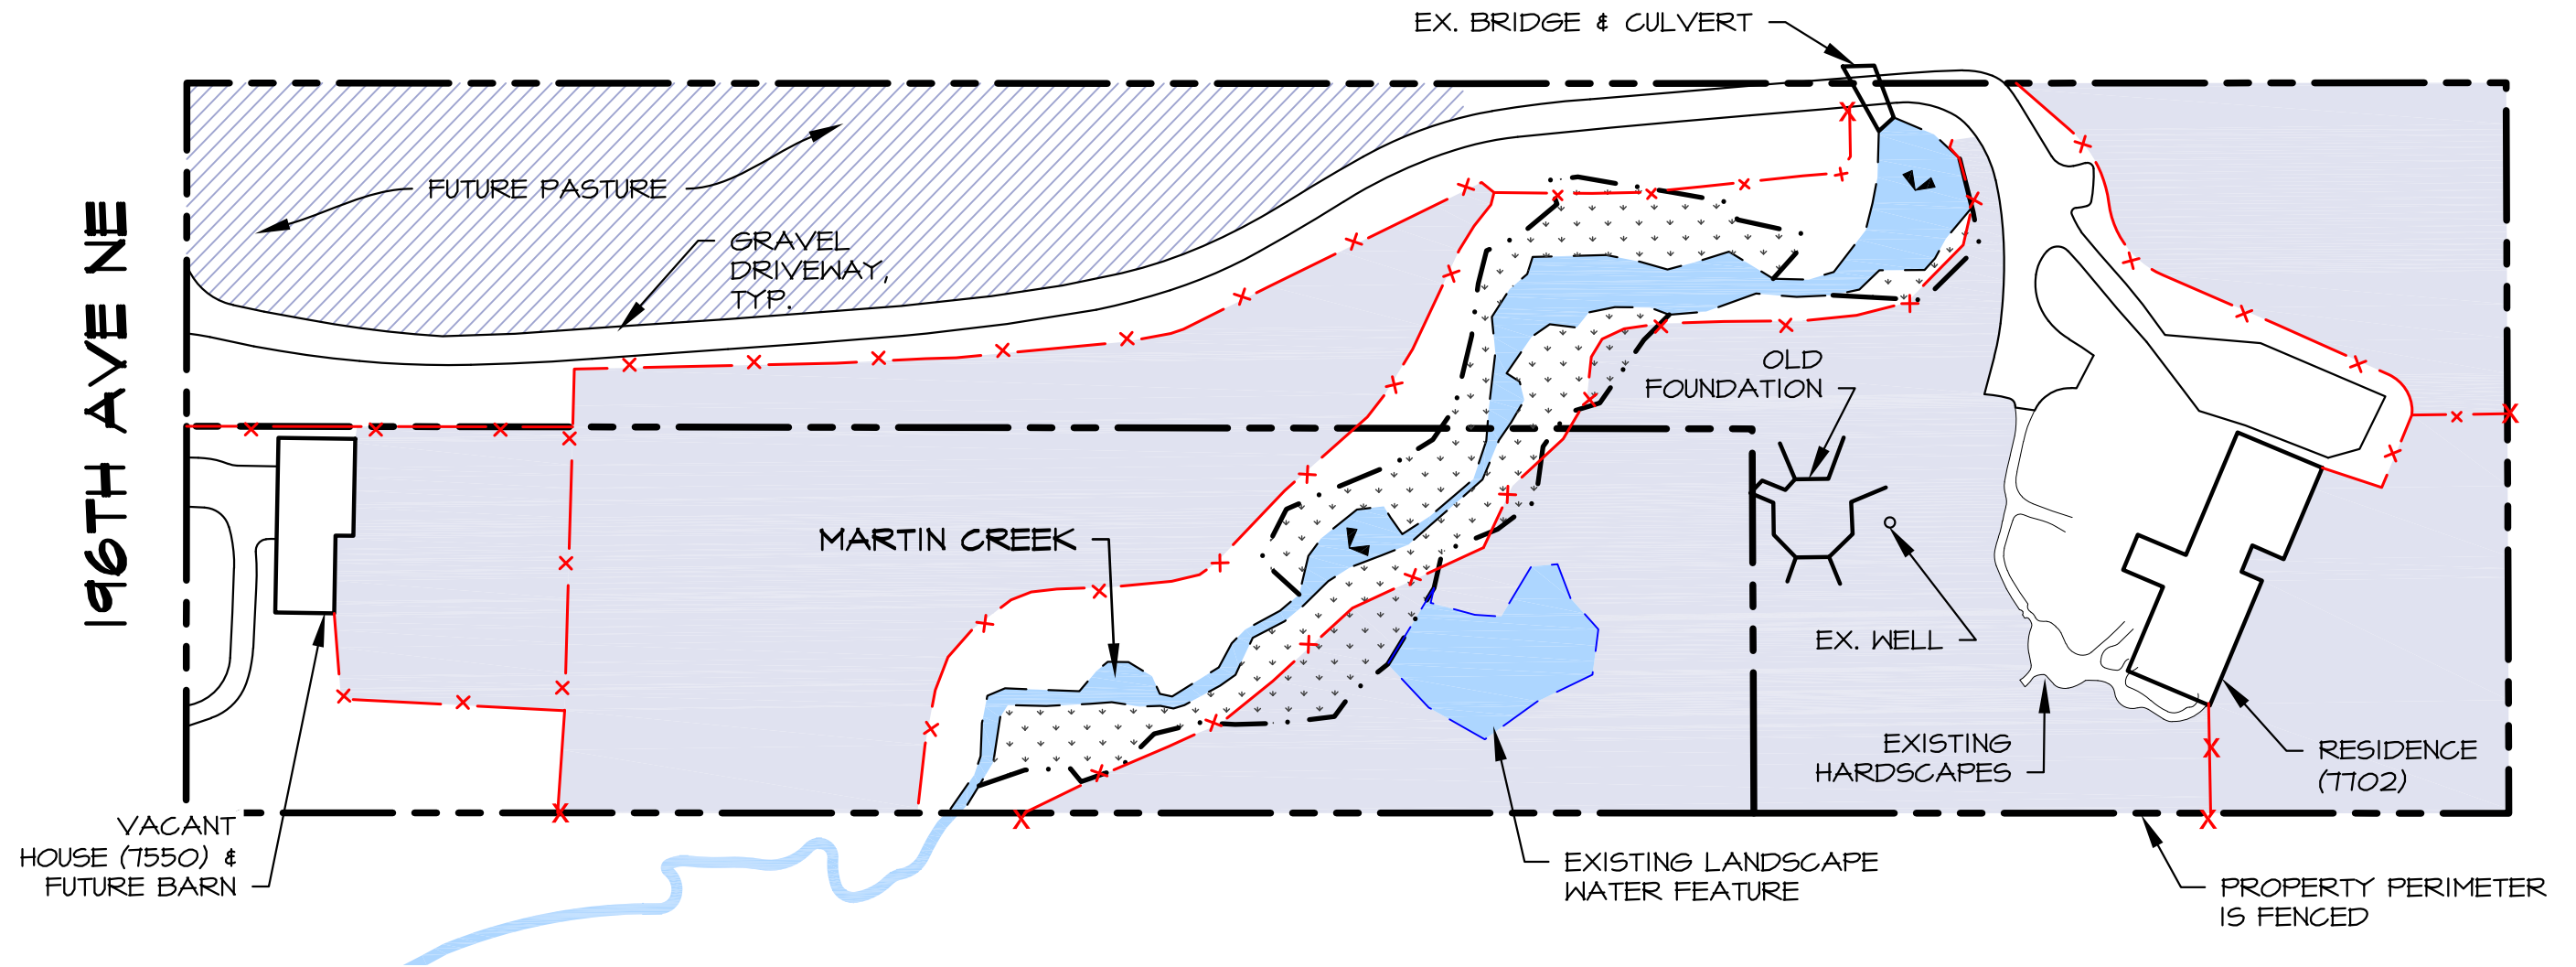 EX. BRIDGE & CULVERT
FUTURE PASTURE
GRAVEL
DRIVEWAY,
TYP.
196TH AVE NE
OLD
FOUNDATION
MARTIN CREEK
EX. WELL
EXISTING
HARDSCAPES
RESIDENCE
(7702)
VACANT
HOUSE (7550) &
FUTURE BARN
EXISTING LANDSCAPE
WATER FEATURE
PROPERTY PERIMETER
IS FENCED